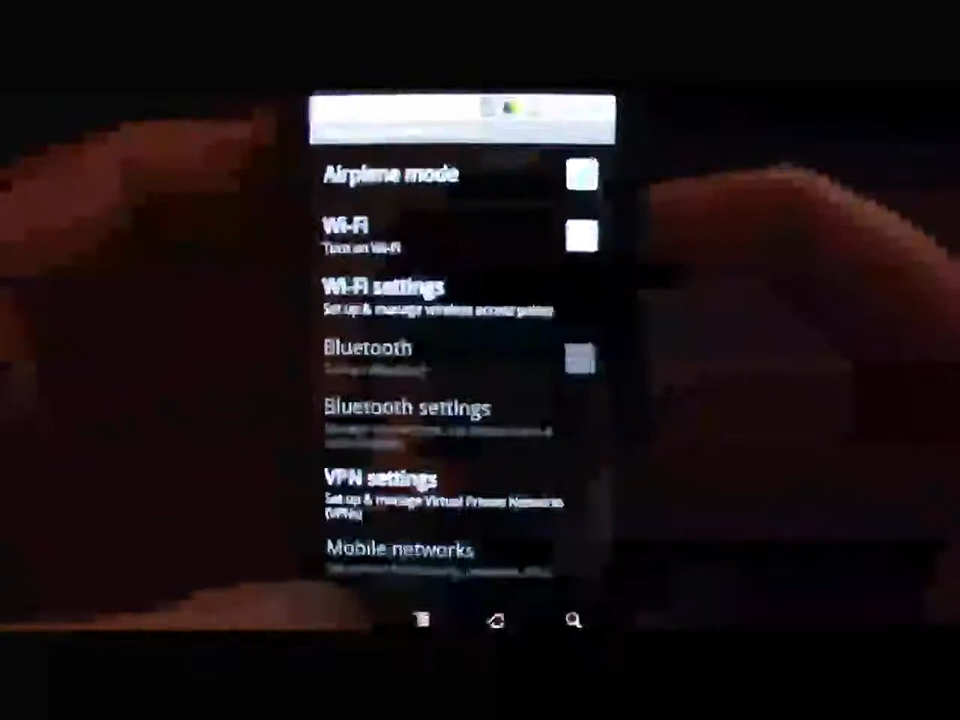 Airplane mode
Wi-Fi
Turn on Wi-Fi
Wi-Fi settings
Set up & manage wireless access points
Bluetooth
Bluetooth settings
VPN settings
Set up & manage Virtual Private Networks
(VPNs)
Mobile networks